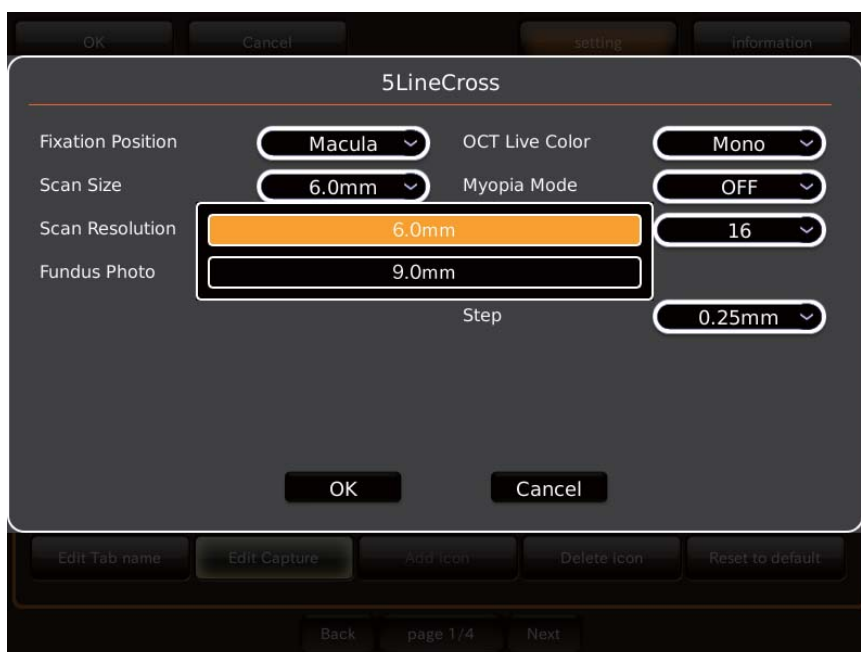 OK Cancel setting information
5LineCross
Fixation Position Macula OCT Live Color Mono
Scan Size 6.0mm Myopia Mode OFF
Scan Resolution 6.0mm 16
Fundus Photo 9.0mm
Step 0.25mm
OK Cancel
Edit Tab name Edit Capture Add icon Delete icon Reset to default
Back page 1/4 Next